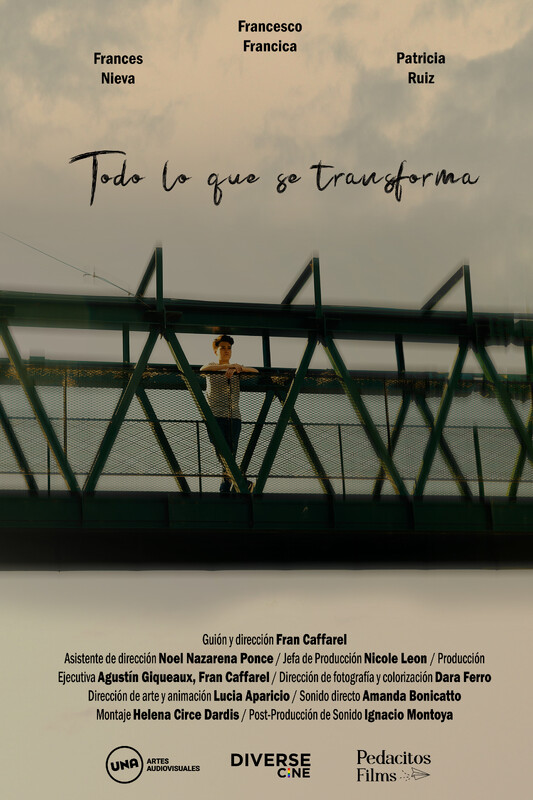 Francesco
Francica
Frances
Nieva
Patricia
Ruiz
Todo lo que se transforma
Guión y dirección Fran Caffarel
Asistente de dirección Noel Nazarena Ponce / Jefa de Producción Nicole Leon / Producción
Ejecutiva Agustín Giqueaux, Fran Caffarel / Dirección de fotografía y colorización Dara Ferro
Dirección de arte y animación Lucia Aparicio / Sonido directo Amanda Bonicatto
Montaje Helena Circe Dardis / Post-Producción de Sonido Ignacio Montoya
UNA ARTES
AUDIOVISUALES
DIVERSE
CiNE
Pedacitos
Films